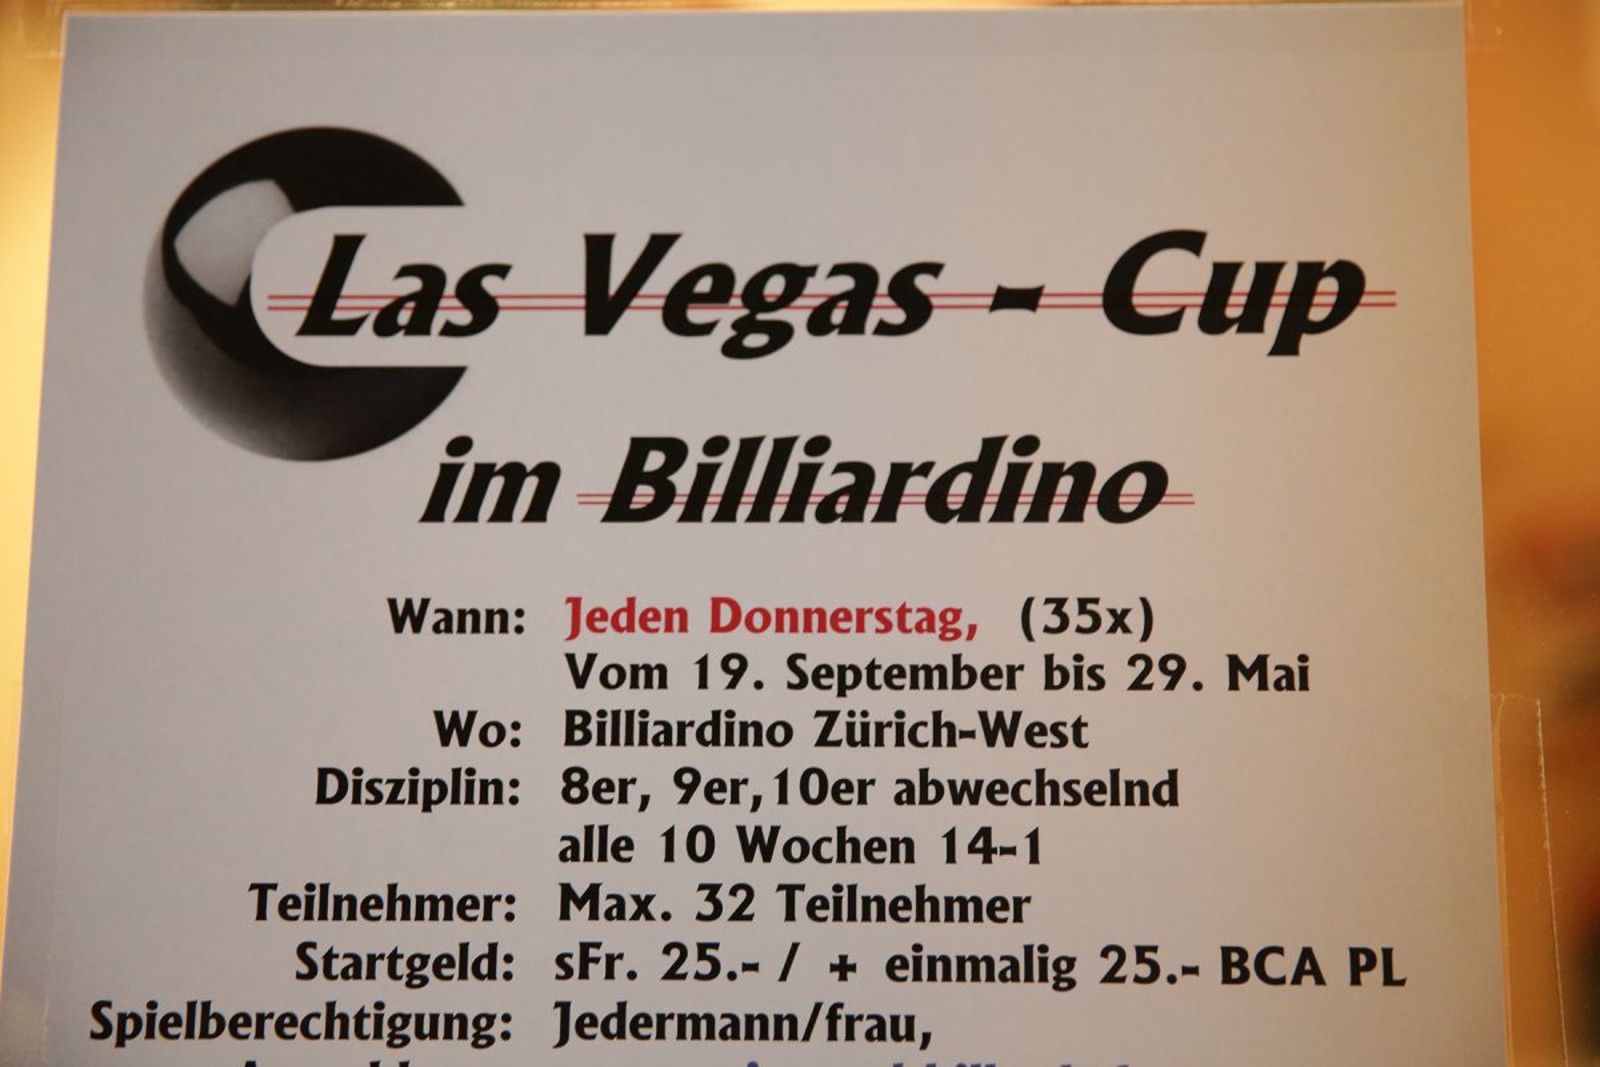 Las Vegas - Cup
im Billiardino
Wann: Jeden Donnerstag, (35x)
Vom 19. September bis 29. Mai
Wo: Billiardino Zürich-West
Disziplin: 8er, 9er,10er abwechselnd
alle 10 Wochen 14-1
Teilnehmer: Max. 32 Teilnehmer
Startgeld: sFr. 25.- / + einmalig 25.- BCA PL
Spielberechtigung: Jedermann/frau,